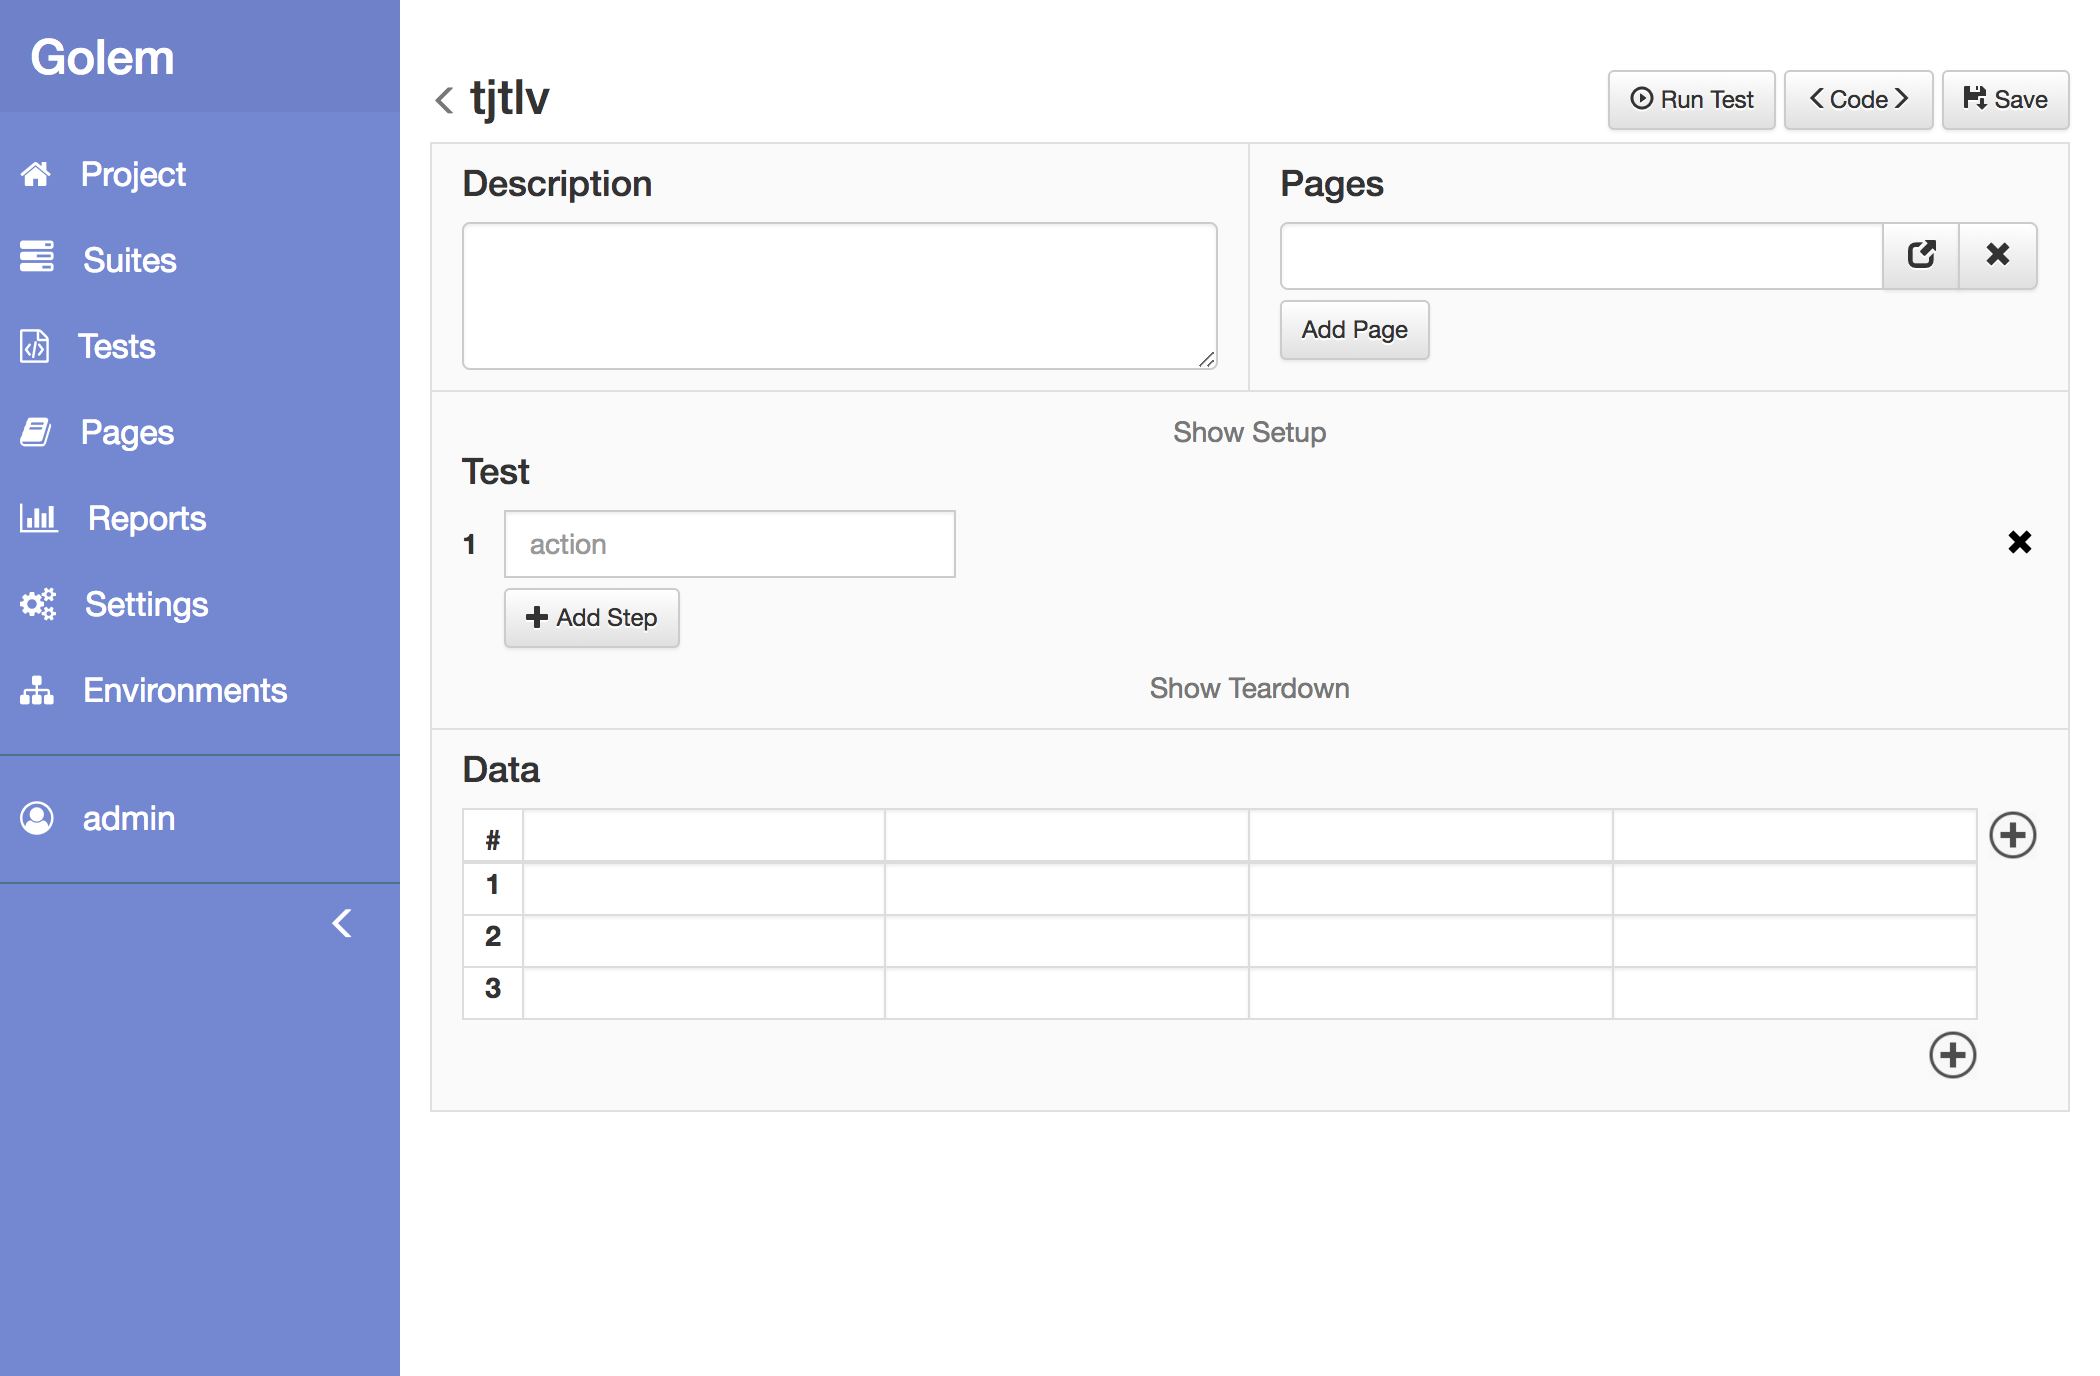 Golem
Project
Suites
Tests
Pages
Reports
Settings
Environments
admin
tjtlv
Run Test
Code
Save
Description
Pages
Add Page
Show Setup
Test
1
action
Add Step
Show Teardown
Data
#
1
2
3